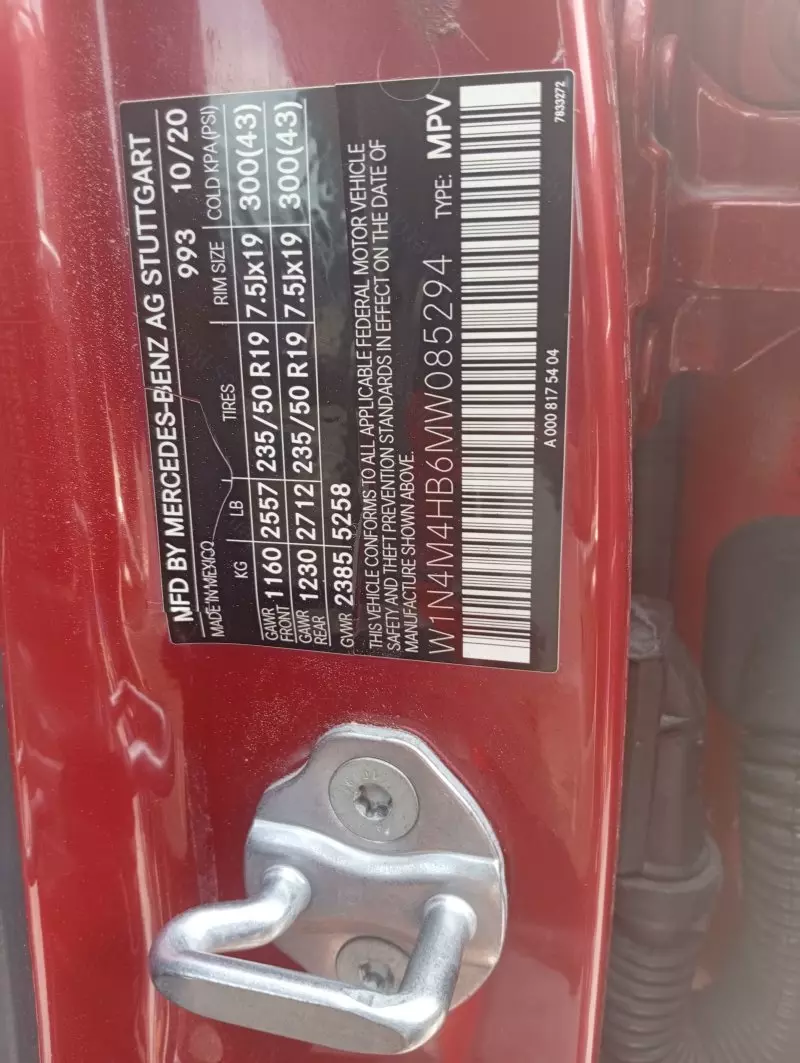 MFD BY MERCEDES-BENZ AG STUTTGART
MADE IN MEXICO 993 10/20
KG LB TIRES RIM SIZE COLD KPA(PSI)
GAWR FRONT 1160 2557 235/50 R19 7.5Jx19 300(43)
GAWR REAR 1230 2712 235/50 R19 7.5Jx19 300(43)
GVWR 2385 5258
THIS VEHICLE CONFORMS TO ALL APPLICABLE FEDERAL MOTOR VEHICLE
SAFETY AND THEFT PREVENTION STANDARDS IN EFFECT ON THE DATE OF
MANUFACTURE SHOWN ABOVE.
W1N4M4HB6MW085294 TYPE: MPV
A 000 817 54 04 7833272